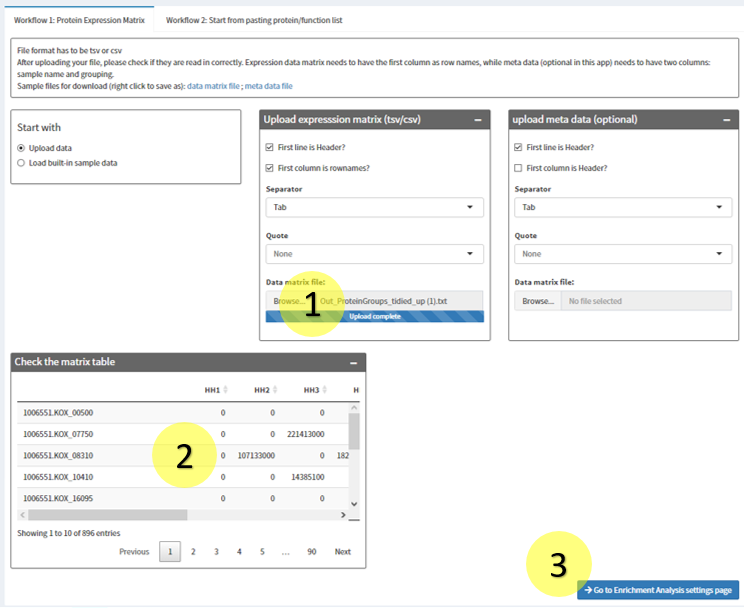 Workflow 1: Protein Expression Matrix
Workflow 2: Start from pasting protein/function list
File format has to be tsv or csv
After uploading your file, please check if they are read in correctly. Expression data matrix needs to have the first column as row names, while meta data (optional in this app) needs to have two columns:
sample name and grouping.
Sample files for download (right click to save as): data matrix file ; meta data file
Start with
Upload data
Load built-in sample data
Upload expresssion matrix (tsv/csv)
First line is Header?
First column is rownames?
Separator
Tab
Quote
None
Data matrix file:
Browse... Out_ProteinGroups_tidied_up (1).txt
1
Upload complete
upload meta data (optional)
First line is Header?
First column is Header?
Separator
Tab
Quote
None
Data matrix file:
Browse... No file selected
Check the matrix table
HH1 HH2 HH3 H
1006551.KOX_00500 0 0 0
1006551.KOX_07750 0 0 221413000
1006551.KOX_08310 0 107133000 0 182
2
1006551.KOX_10410 0 0 14385100
1006551.KOX_16095 0 0 0
Showing 1 to 10 of 896 entries
Previous 1 2 3 4 5 ... 90 Next
3
Go to Enrichment Analysis settings page